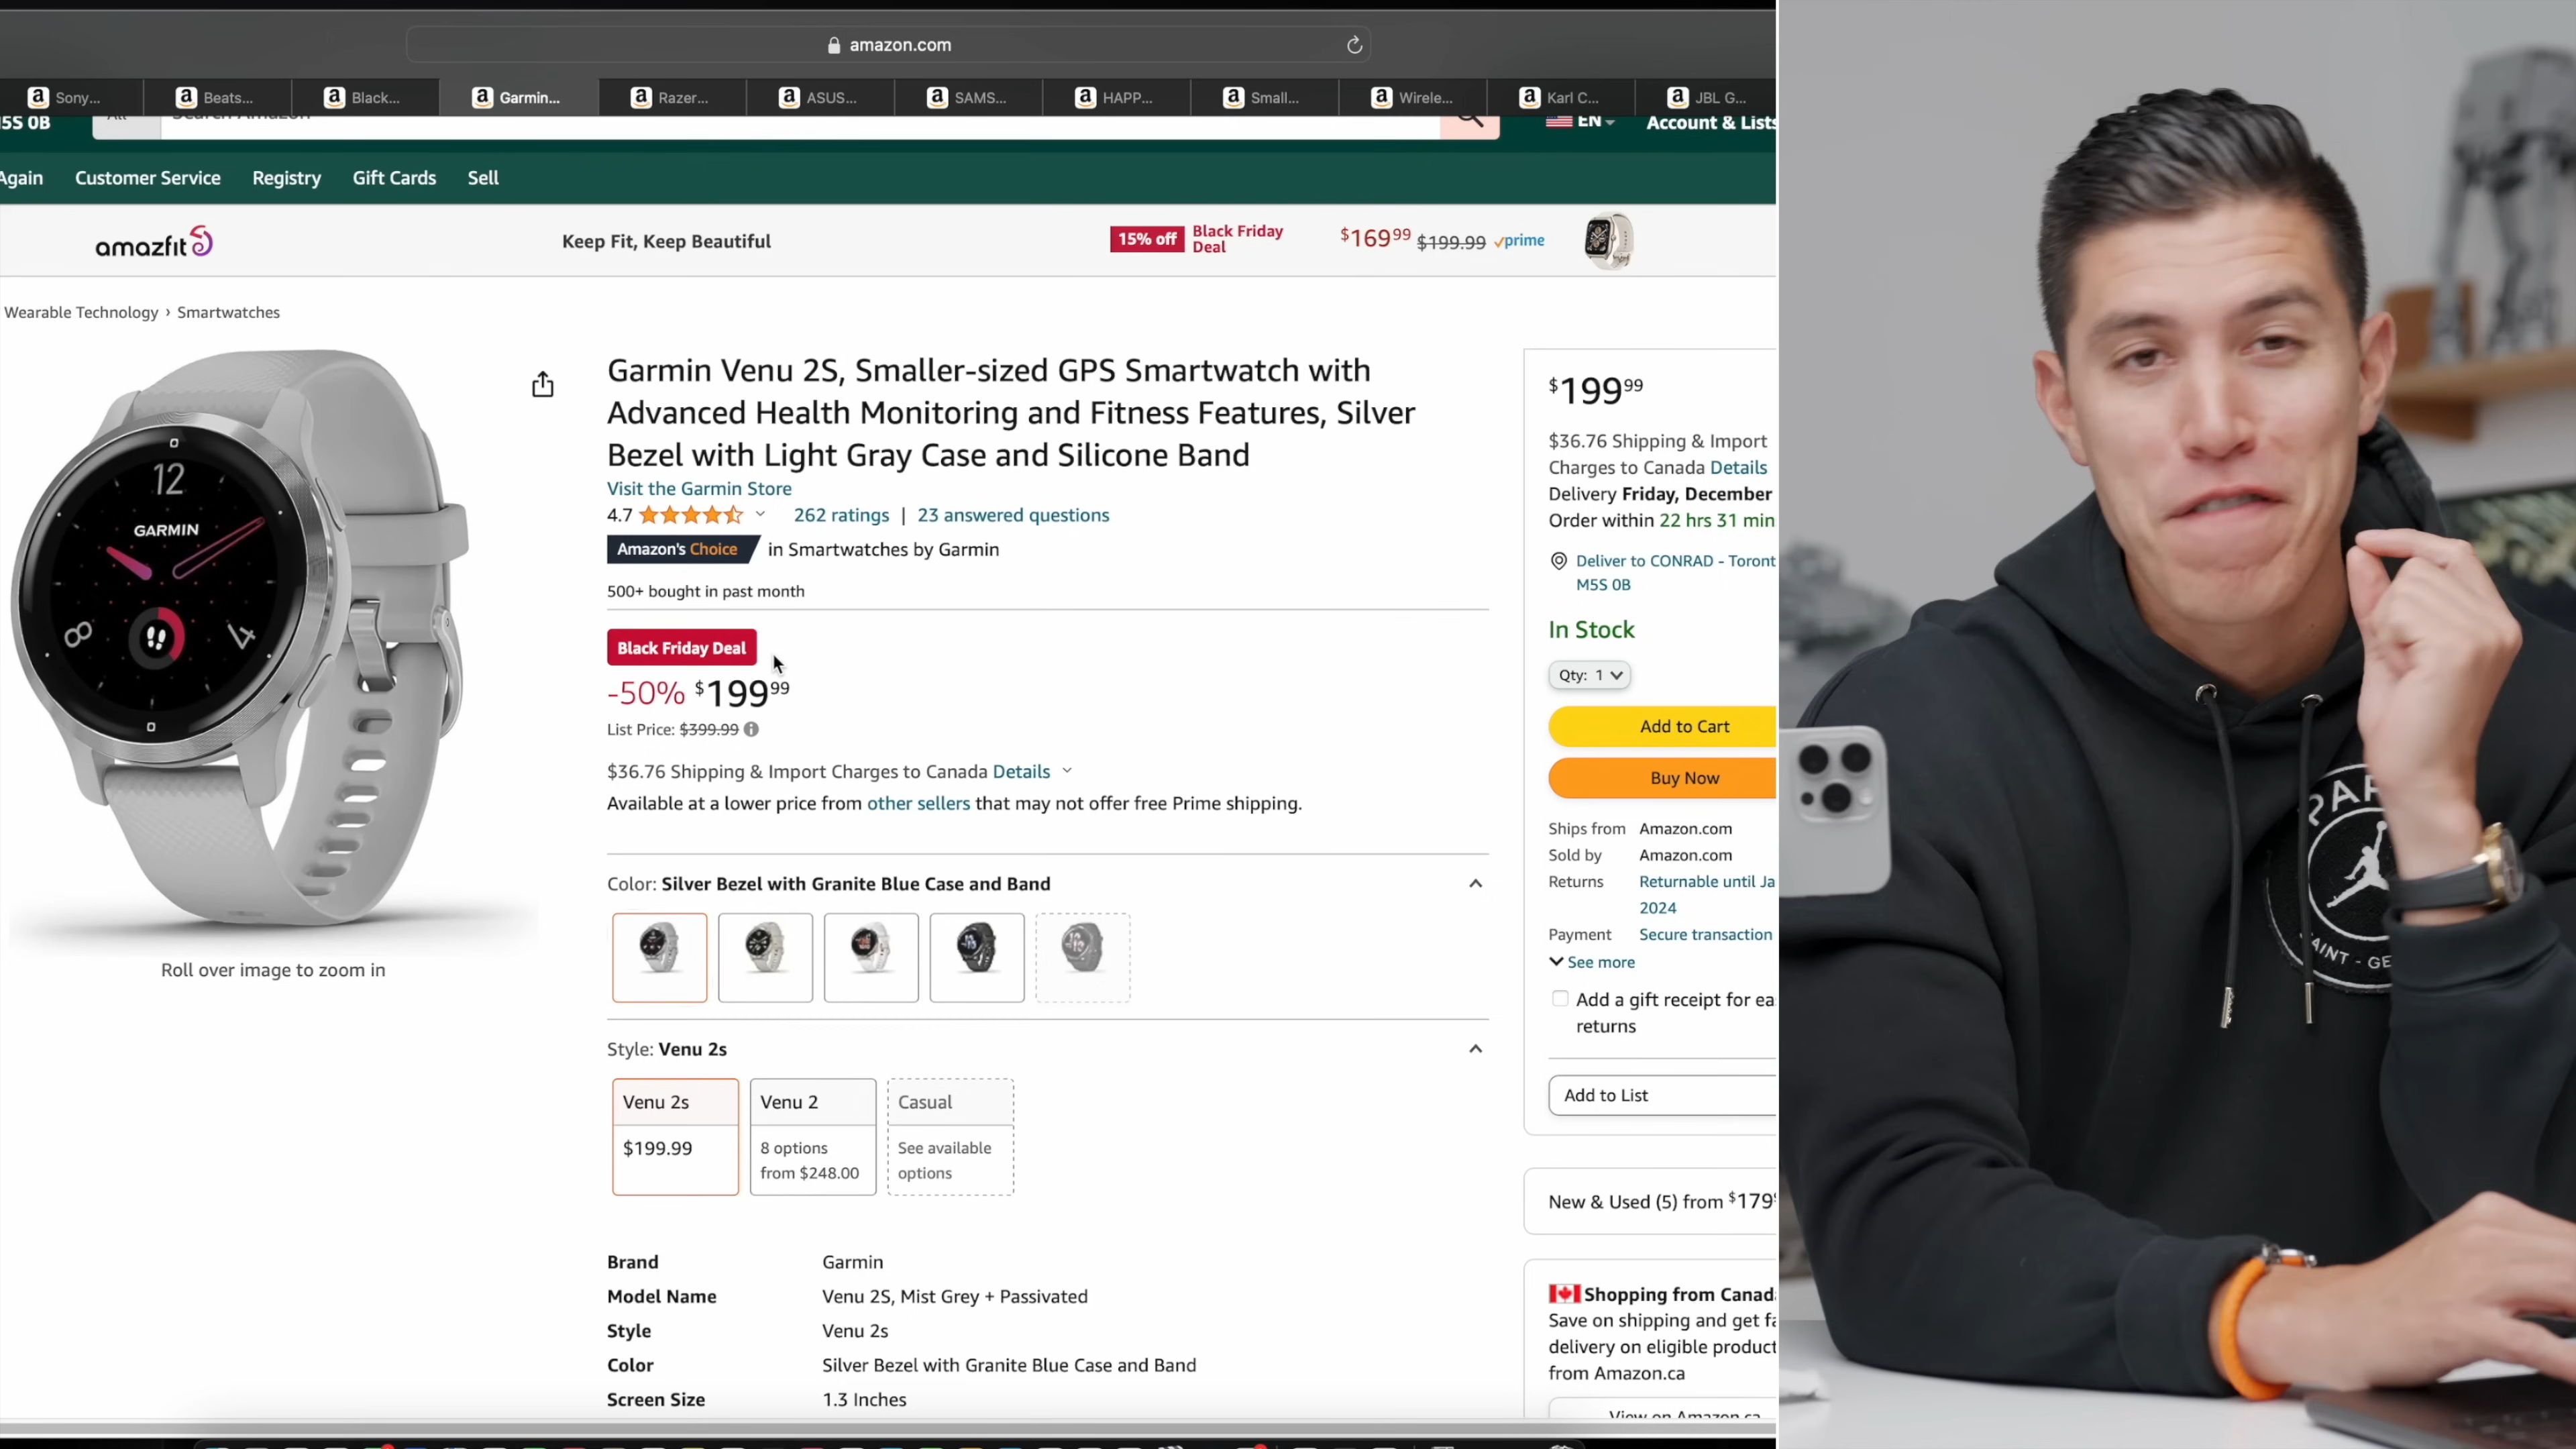 amazon.com
Sony...
Beats...
Black...
Garmin...
Razer...
ASUS...
SAMS...
HAPP...
Small...
Wirele...
Karl C...
JBL G...
EN
Account & Lists
Again
Customer Service
Registry
Gift Cards
Sell
amazfit
Keep Fit, Keep Beautiful
15% off
Black Friday
Deal
$169.99 $199.99 prime
Wearable Technology › Smartwatches
12
GARMIN
8
4
Roll over image to zoom in
Garmin Venu 2S, Smaller-sized GPS Smartwatch with
Advanced Health Monitoring and Fitness Features, Silver
Bezel with Light Gray Case and Silicone Band
Visit the Garmin Store
4.7 262 ratings | 23 answered questions
Amazon's Choice in Smartwatches by Garmin
500+ bought in past month
Black Friday Deal
-50% $199.99
List Price: $399.99
$36.76 Shipping & Import Charges to Canada Details
Available at a lower price from other sellers that may not offer free Prime shipping.
Color: Silver Bezel with Granite Blue Case and Band
Style: Venu 2s
Venu 2s
$199.99
Venu 2
8 options
from $248.00
Casual
See available
options
Brand Garmin
Model Name Venu 2S, Mist Grey + Passivated
Style Venu 2s
Color Silver Bezel with Granite Blue Case and Band
Screen Size 1.3 Inches
$199.99
$36.76 Shipping & Import
Charges to Canada Details
Delivery Friday, December
Order within 22 hrs 31 min
Deliver to CONRAD - Toront
M5S 0B
In Stock
Qty: 1
Add to Cart
Buy Now
Ships from Amazon.com
Sold by Amazon.com
Returns Returnable until Ja
2024
Payment Secure transaction
See more
Add a gift receipt for ea
returns
Add to List
New & Used (5) from $179
Shopping from Canad
Save on shipping and get fa
delivery on eligible product
from Amazon.ca